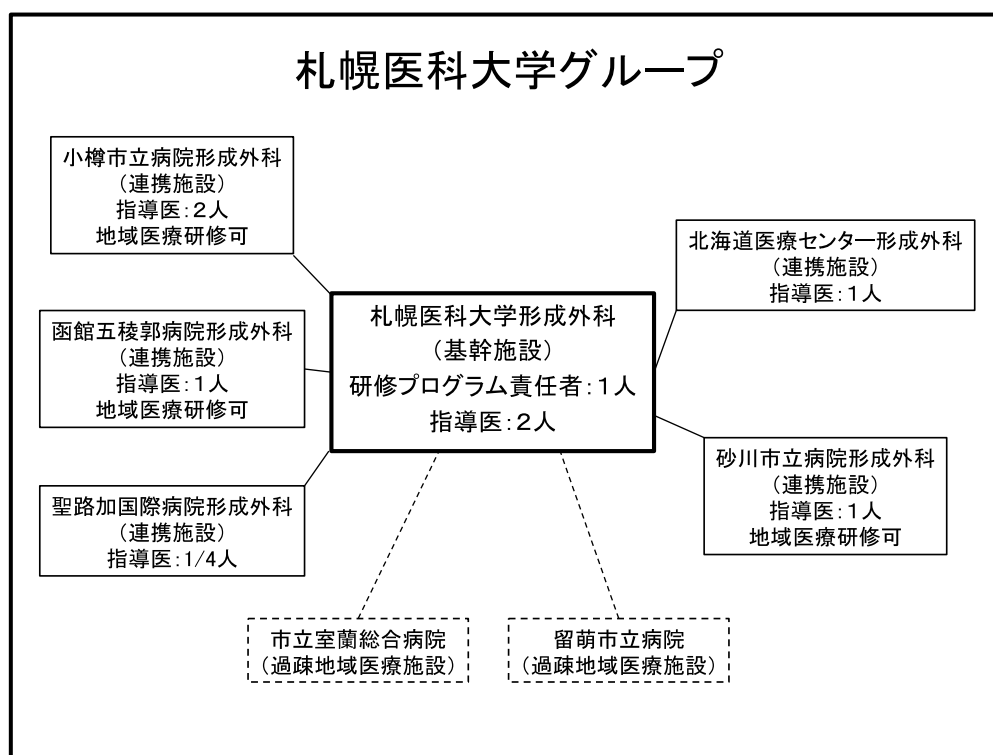 札幌医科大学グループ
小樽市立病院形成外科
（連携施設）
指導医：２人
地域医療研修可
函館五稜郭病院形成外科
（連携施設）
指導医：１人
地域医療研修可
聖路加国際病院形成外科
（連携施設）
指導医：1/4人
札幌医科大学形成外科
（基幹施設）
研修プログラム責任者：１人
指導医：２人
北海道医療センター形成外科
（連携施設）
指導医：１人
砂川市立病院形成外科
（連携施設）
指導医：１人
地域医療研修可
市立室蘭総合病院
（過疎地域医療施設）
留萌市立病院
（過疎地域医療施設）